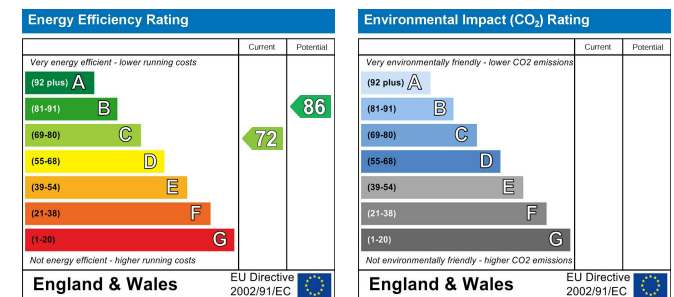 Energy Efficiency Rating
Current Potential
Very energy efficient - lower running costs
(92 plus) A
(81-91) B
86
(69-80) C
72
(55-68) D
(39-54) E
(21-38) F
(1-20) G
Not energy efficient - higher running costs
England & Wales
EU Directive
2002/91/EC
Environmental Impact (CO2) Rating
Current Potential
Very environmentally friendly - lower CO2 emissions
(92 plus) A
(81-91) B
(69-80) C
(55-68) D
(39-54) E
(21-38) F
(1-20) G
Not environmentally friendly - higher CO2 emissions
England & Wales
EU Directive
2002/91/EC